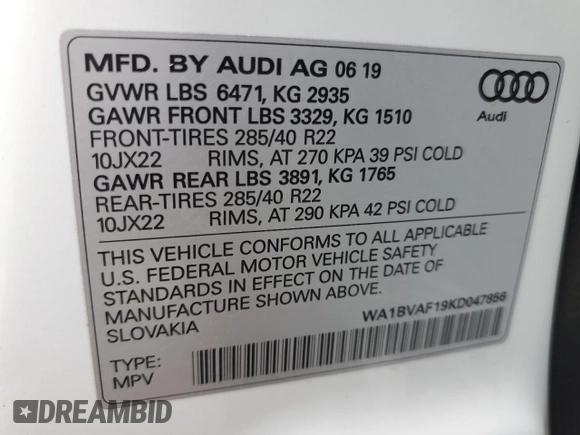 MFD. BY AUDI AG 06 19
GVWR LBS 6471, KG 2935
GAWR FRONT LBS 3329, KG 1510
FRONT-TIRES 285/40 R22
10JX22 RIMS, AT 270 KPA 39 PSI COLD
GAWR REAR LBS 3891, KG 1765
REAR-TIRES 285/40 R22
10JX22 RIMS, AT 290 KPA 42 PSI COLD
Audi
THIS VEHICLE CONFORMS TO ALL APPLICABLE
U.S. FEDERAL MOTOR VEHICLE SAFETY
STANDARDS IN EFFECT ON THE DATE OF
MANUFACTURE SHOWN ABOVE.
SLOVAKIA
WA1BVAF19KD047856
TYPE:
MPV
DREAMBID